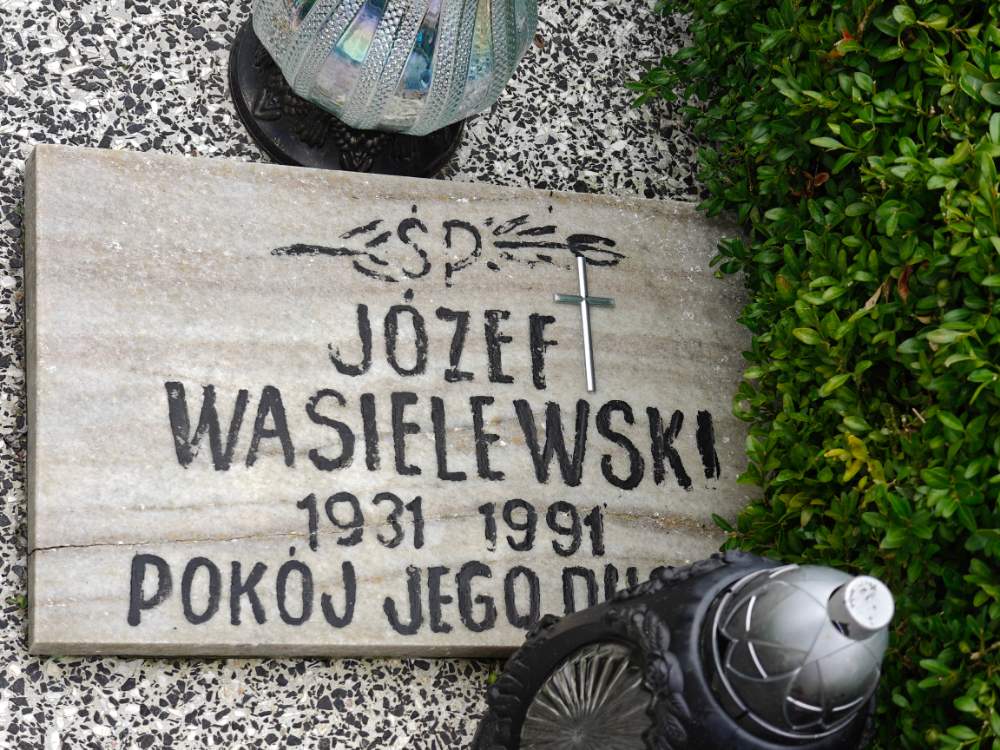 ŚP.
JÓZEF
WASIELEWSKI
1931 1991
POKÓJ JEGO